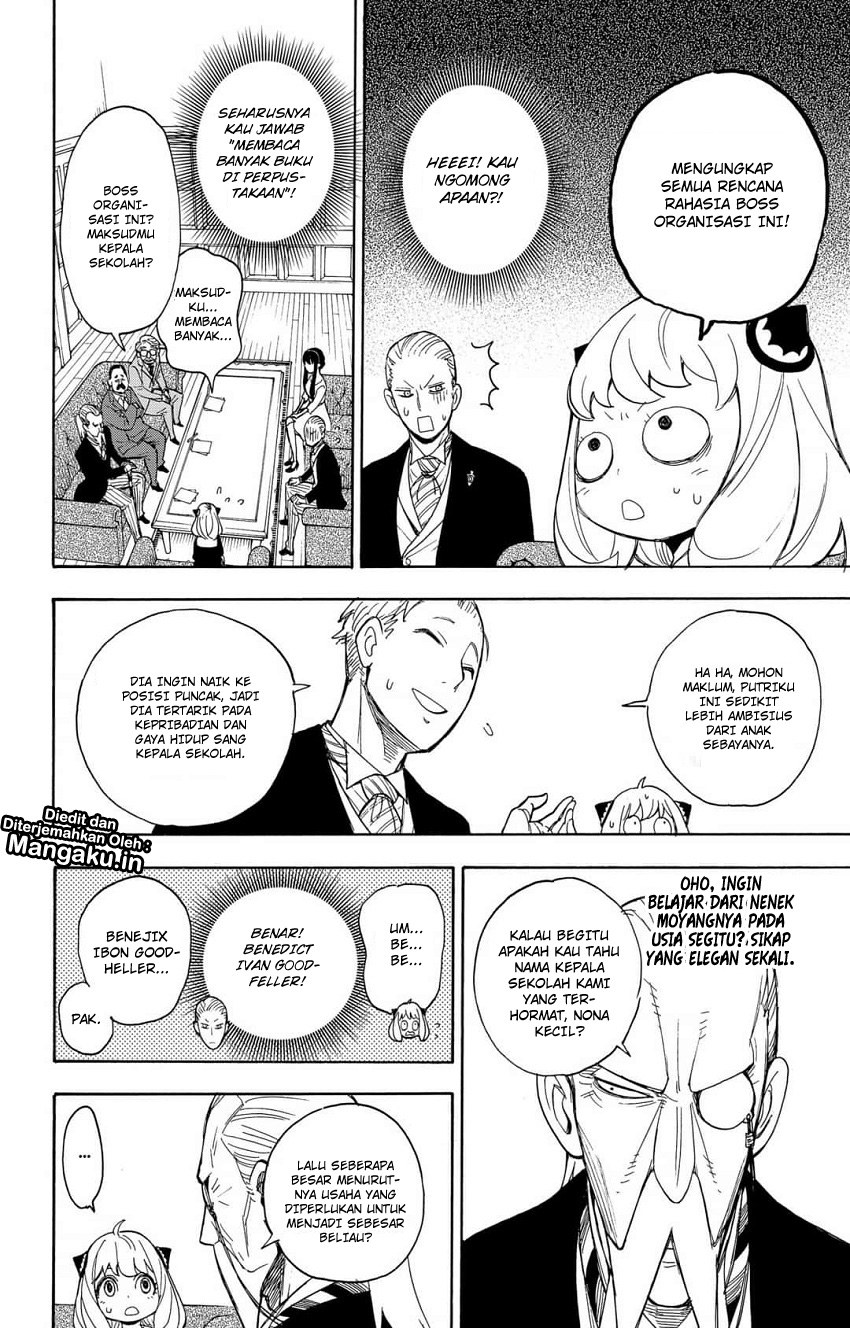 MENGUNGKAP
SEMUA RENCANA
RAHASIA BOSS
ORGANISASI INI!
HEEEI! KAU
NGOMONG
APAAN?!
SEHARUSNYA
KAU JAWAB
"MEMBACA
BANYAK BUKU
DI PERPUS-
TAKAAN"!
BOSS
ORGANI-
SASI INI?
MAKSUDMU
KEPALA
SEKOLAH?
MAKSUD-
KU...
MEMBACA
BANYAK...
HA HA, MOHON
MAKLUM, PUTRIKU
INI SEDIKIT
LEBIH AMBISIUS
DARI ANAK
SEBAYANYA.
DIA INGIN NAIK KE
POSISI PUNCAK, JADI
DIA TERTARIK PADA
KEPRIBADIAN DAN
GAYA HIDUP SANG
KEPALA SEKOLAH.
Diedit dan
Diterjemahkan Oleh :
Mangaku.in
OHO, INGIN
BELAJAR DARI NENEK
MOYANGNYA PADA
USIA SEGITU? SIKAP
YANG ELEGAN SEKALI.
KALAU BEGITU
APAKAH KAU TAHU
NAMA KEPALA
SEKOLAH KAMI
YANG TER-
HORMAT, NONA
KECIL?
UM...
BE...
BE...
BENAR!
BENEDICT
IVAN GOOD-
FELLER!
BENEJIX
IBON GOOD-
HELLER...
PAK.
LALU SEBERAPA
BESAR MENURUT-
NYA USAHA YANG
DIPERLUKAN UNTUK
MENJADI SEBESAR
BELIAU?
...